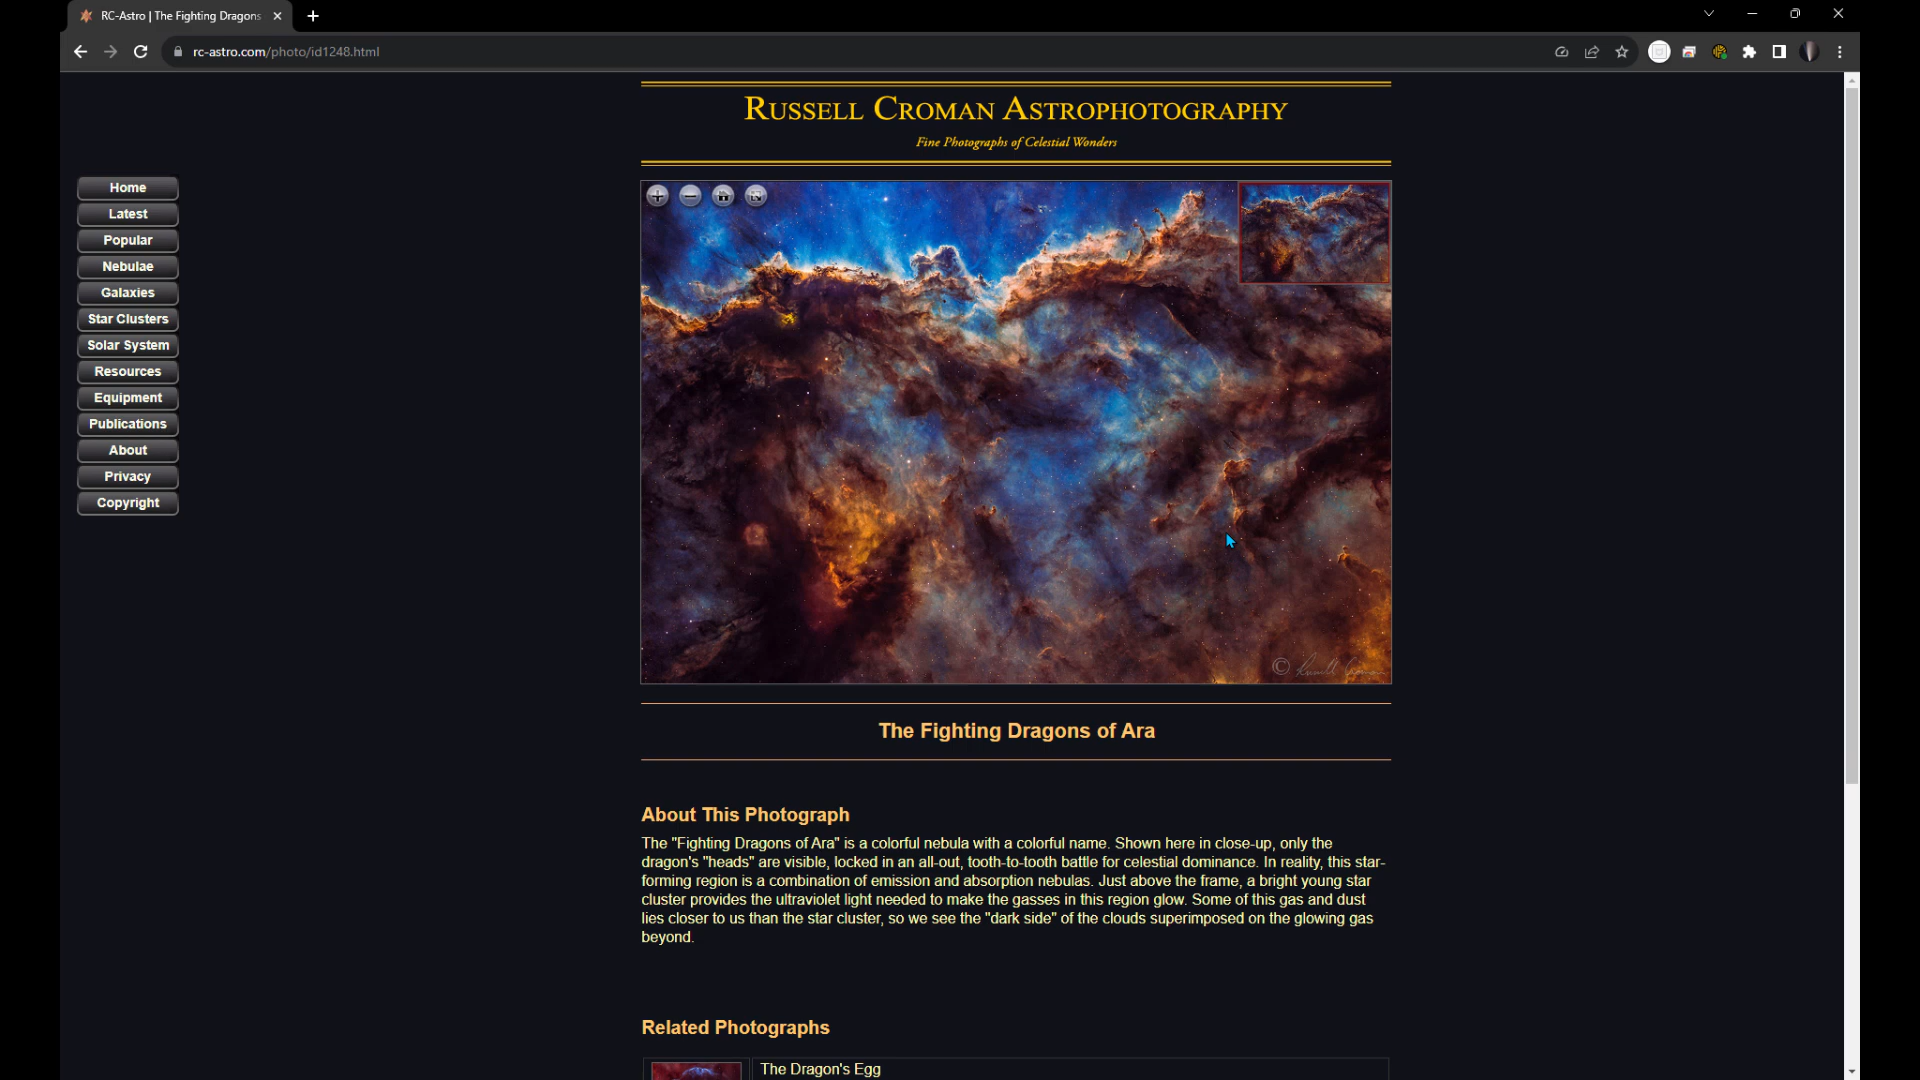 RC-Astro | The Fighting Dragons
rc-astro.com/photo/id1248.html
RUSSELL CROMAN ASTROPHOTOGRAPHY
Fine Photographs of Celestial Wonders
Home
Latest
Popular
Nebulae
Galaxies
Star Clusters
Solar System
Resources
Equipment
Publications
About
Privacy
Copyright
©
The Fighting Dragons of Ara
About This Photograph
The "Fighting Dragons of Ara" is a colorful nebula with a colorful name. Shown here in close-up, only the
dragon's "heads" are visible, locked in an all-out, tooth-to-tooth battle for celestial dominance. In reality, this star-
forming region is a combination of emission and absorption nebulas. Just above the frame, a bright young star
cluster provides the ultraviolet light needed to make the gasses in this region glow. Some of this gas and dust
lies closer to us than the star cluster, so we see the "dark side" of the clouds superimposed on the glowing gas
beyond.
Related Photographs
The Dragon's Egg